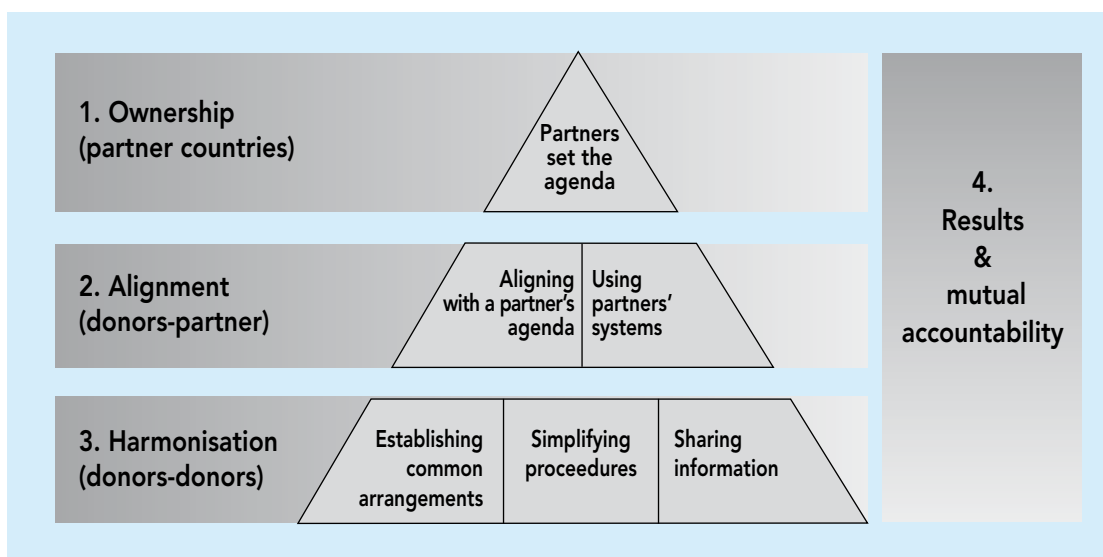 1. Ownership
(partner countries)
Partners
set the
agenda
2. Alignment
(donors-partner)
Aligning
with a partner's
agenda
Using
partners'
systems
3. Harmonisation
(donors-donors)
Establishing
common
arrangements
Simplifying
proceedures
Sharing
information
4.
Results
&
mutual
accountability